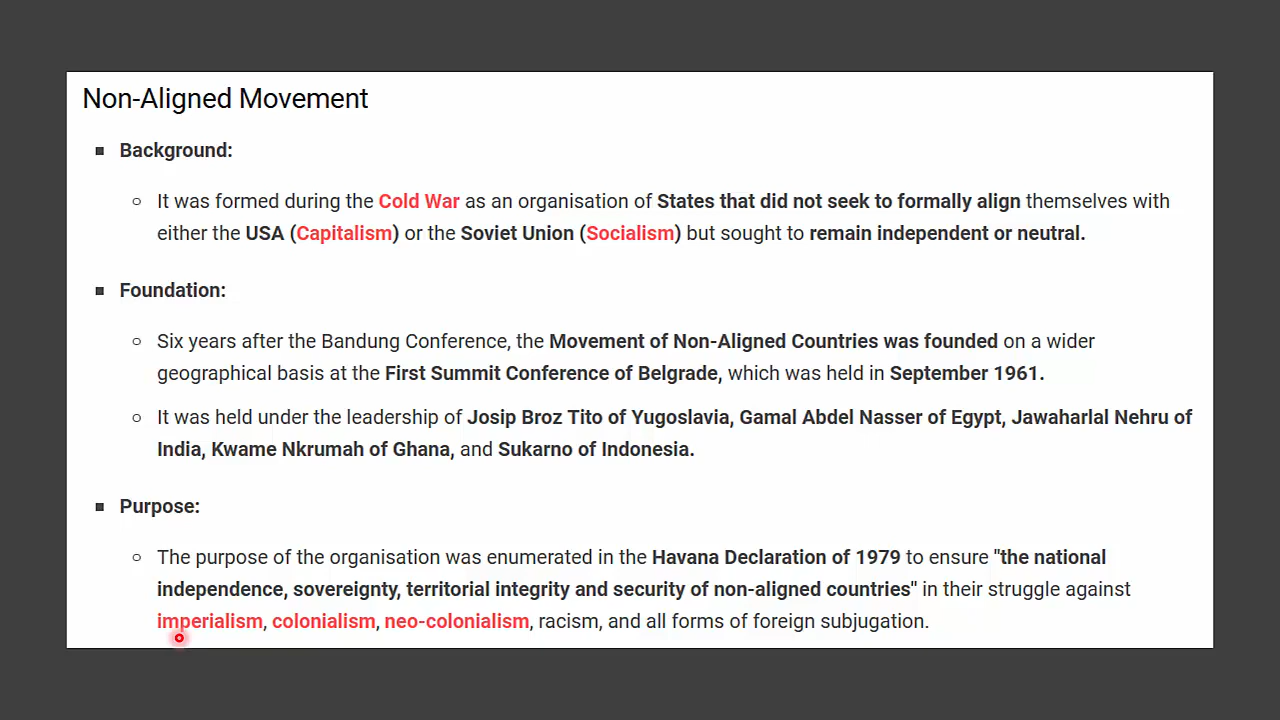 Non-Aligned Movement
Background:
It was formed during the Cold War as an organisation of States that did not seek to formally align themselves with
either the USA (Capitalism) or the Soviet Union (Socialism) but sought to remain independent or neutral.
Foundation:
Six years after the Bandung Conference, the Movement of Non-Aligned Countries was founded on a wider
geographical basis at the First Summit Conference of Belgrade, which was held in September 1961.
It was held under the leadership of Josip Broz Tito of Yugoslavia, Gamal Abdel Nasser of Egypt, Jawaharlal Nehru of
India, Kwame Nkrumah of Ghana, and Sukarno of Indonesia.
Purpose:
The purpose of the organisation was enumerated in the Havana Declaration of 1979 to ensure "the national
independence, sovereignty, territorial integrity and security of non-aligned countries" in their struggle against
imperialism, colonialism, neo-colonialism, racism, and all forms of foreign subjugation.